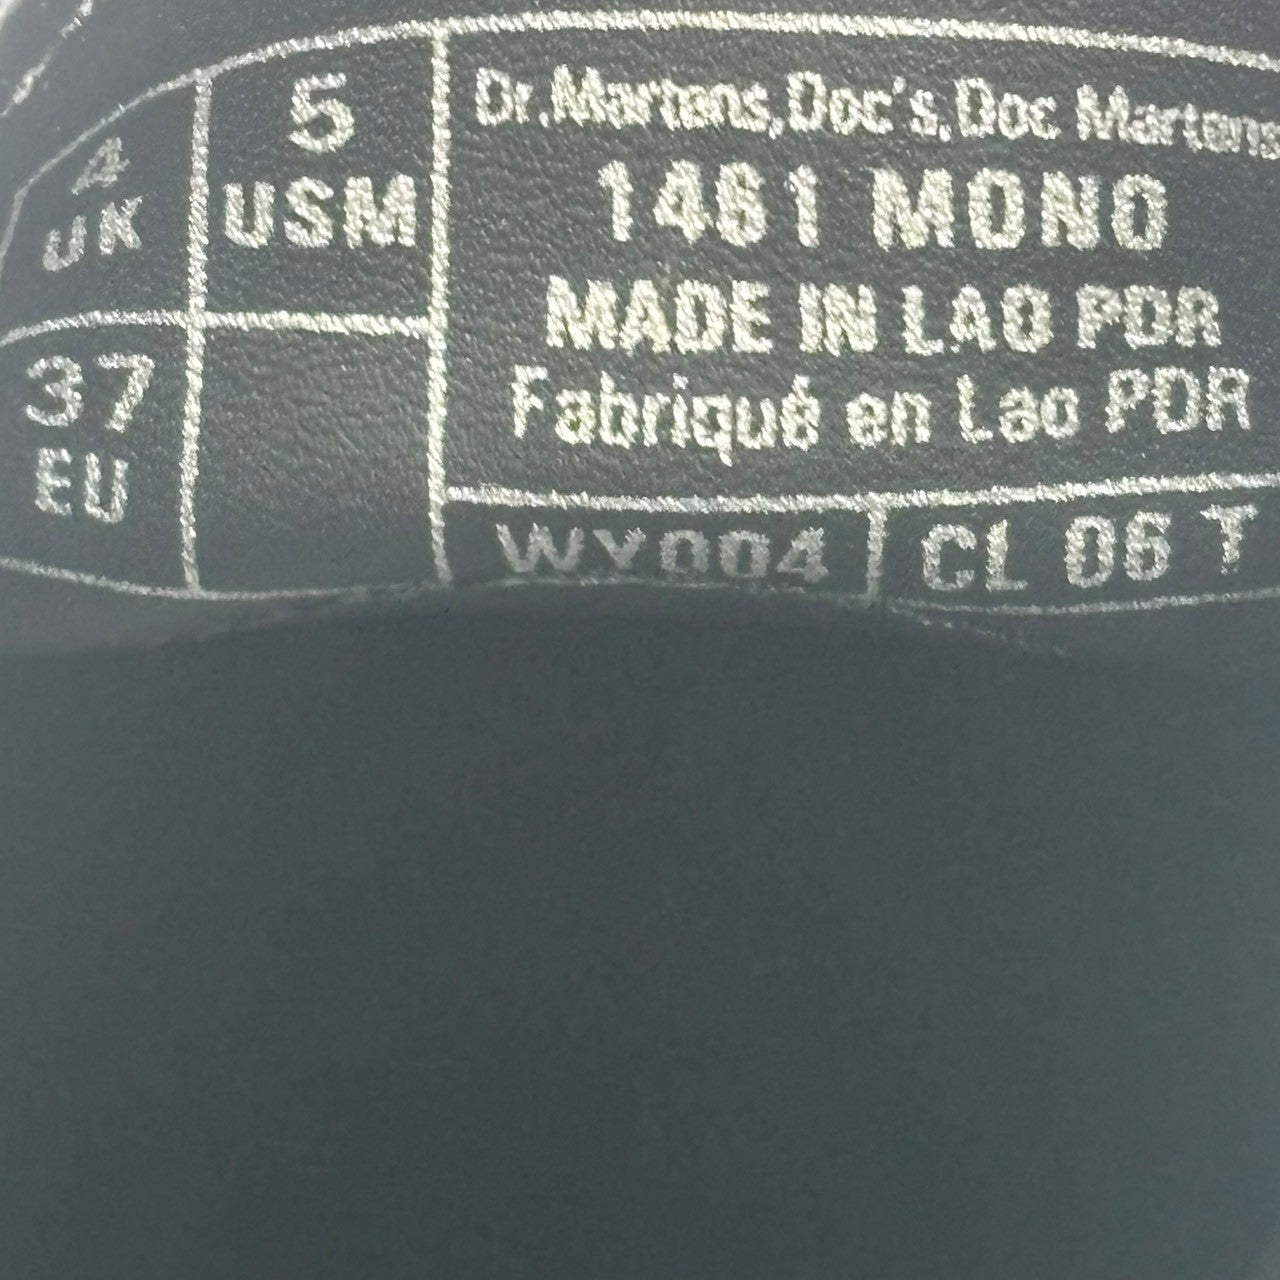 4
UK
5
USM
37
EU
Dr.Martens,Doc's,Doc Martens
1461 MONO
MADE IN LAO PDR
Fabriqué en Lao PDR
WY004
CL 06 T